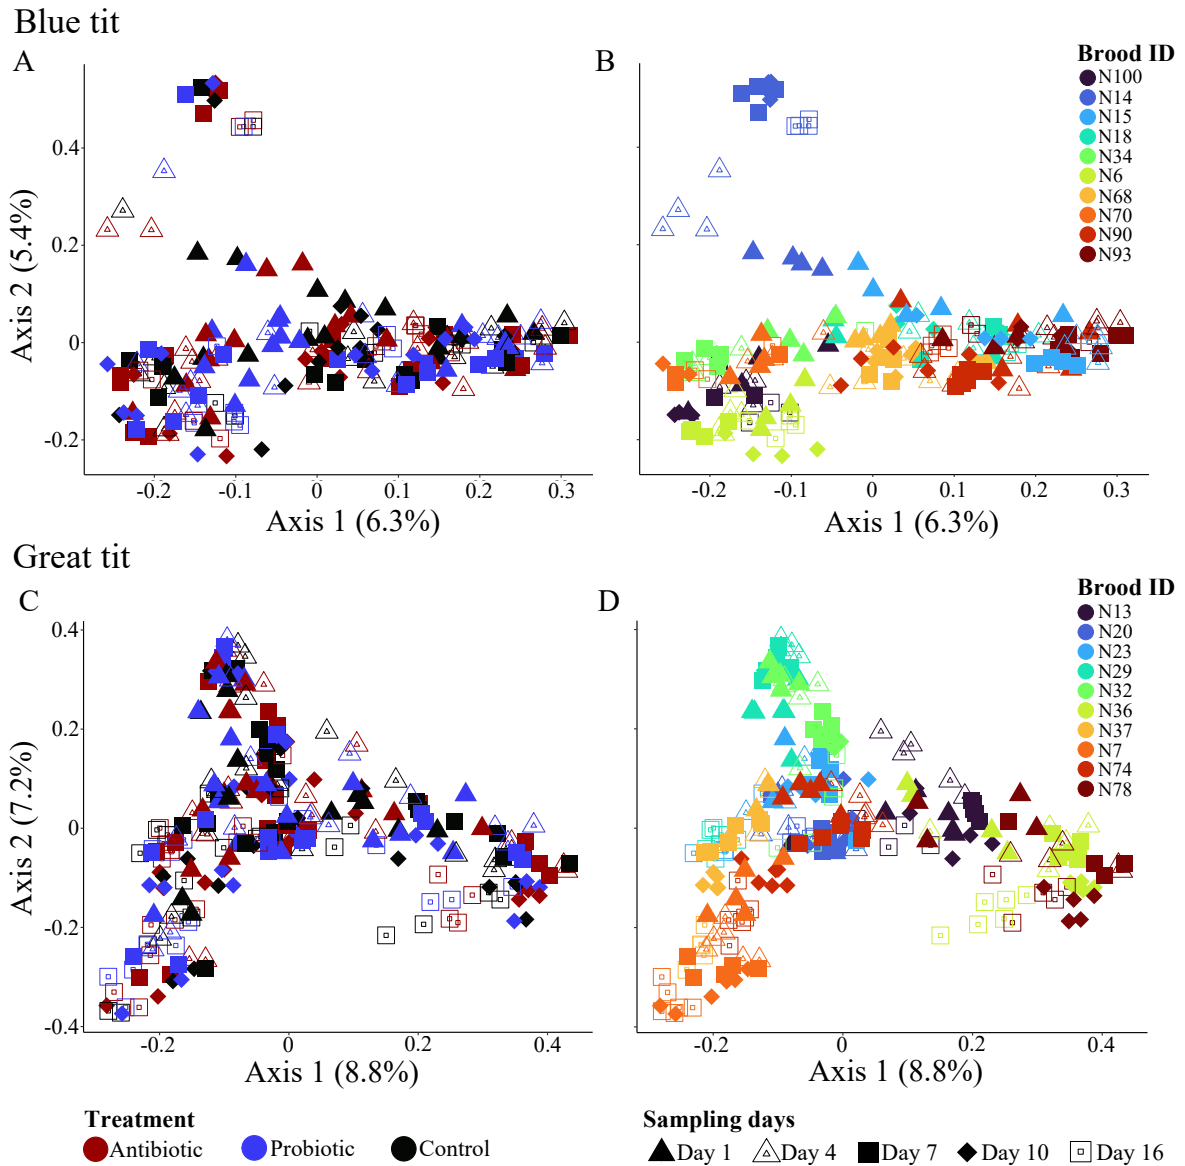 Blue tit
A
B
Brood ID
N100
N14
N15
N18
N34
N6
N68
N70
N90
N93
0.4
0.2
0
-0.2
Axis 2 (5.4%)
-0.2 -0.1 0 0.1 0.2 0.3
Axis 1 (6.3%)
-0.2 -0.1 0 0.1 0.2 0.3
Axis 1 (6.3%)
Great tit
C
D
Brood ID
N13
N20
N23
N29
N32
N36
N37
N7
N74
N78
0.4
0.2
0
-0.2
-0.4
Axis 2 (7.2%)
-0.2 0 0.2 0.4
Axis 1 (8.8%)
-0.2 0 0.2 0.4
Axis 1 (8.8%)
Treatment
Antibiotic Probiotic Control
Sampling days
Day 1 Day 4 Day 7 Day 10 Day 16